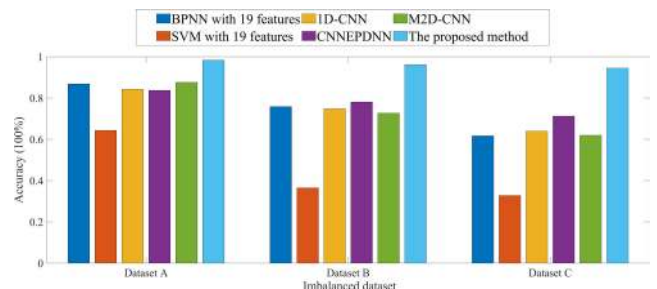 BPNN with 19 features 1D-CNN M2D-CNN
SVM with 19 features CNNEPDNN The proposed method
1
0.8
0.6
0.4
0.2
0
Accuracy (100%)
Dataset A Dataset B Dataset C
Imbalanced dataset